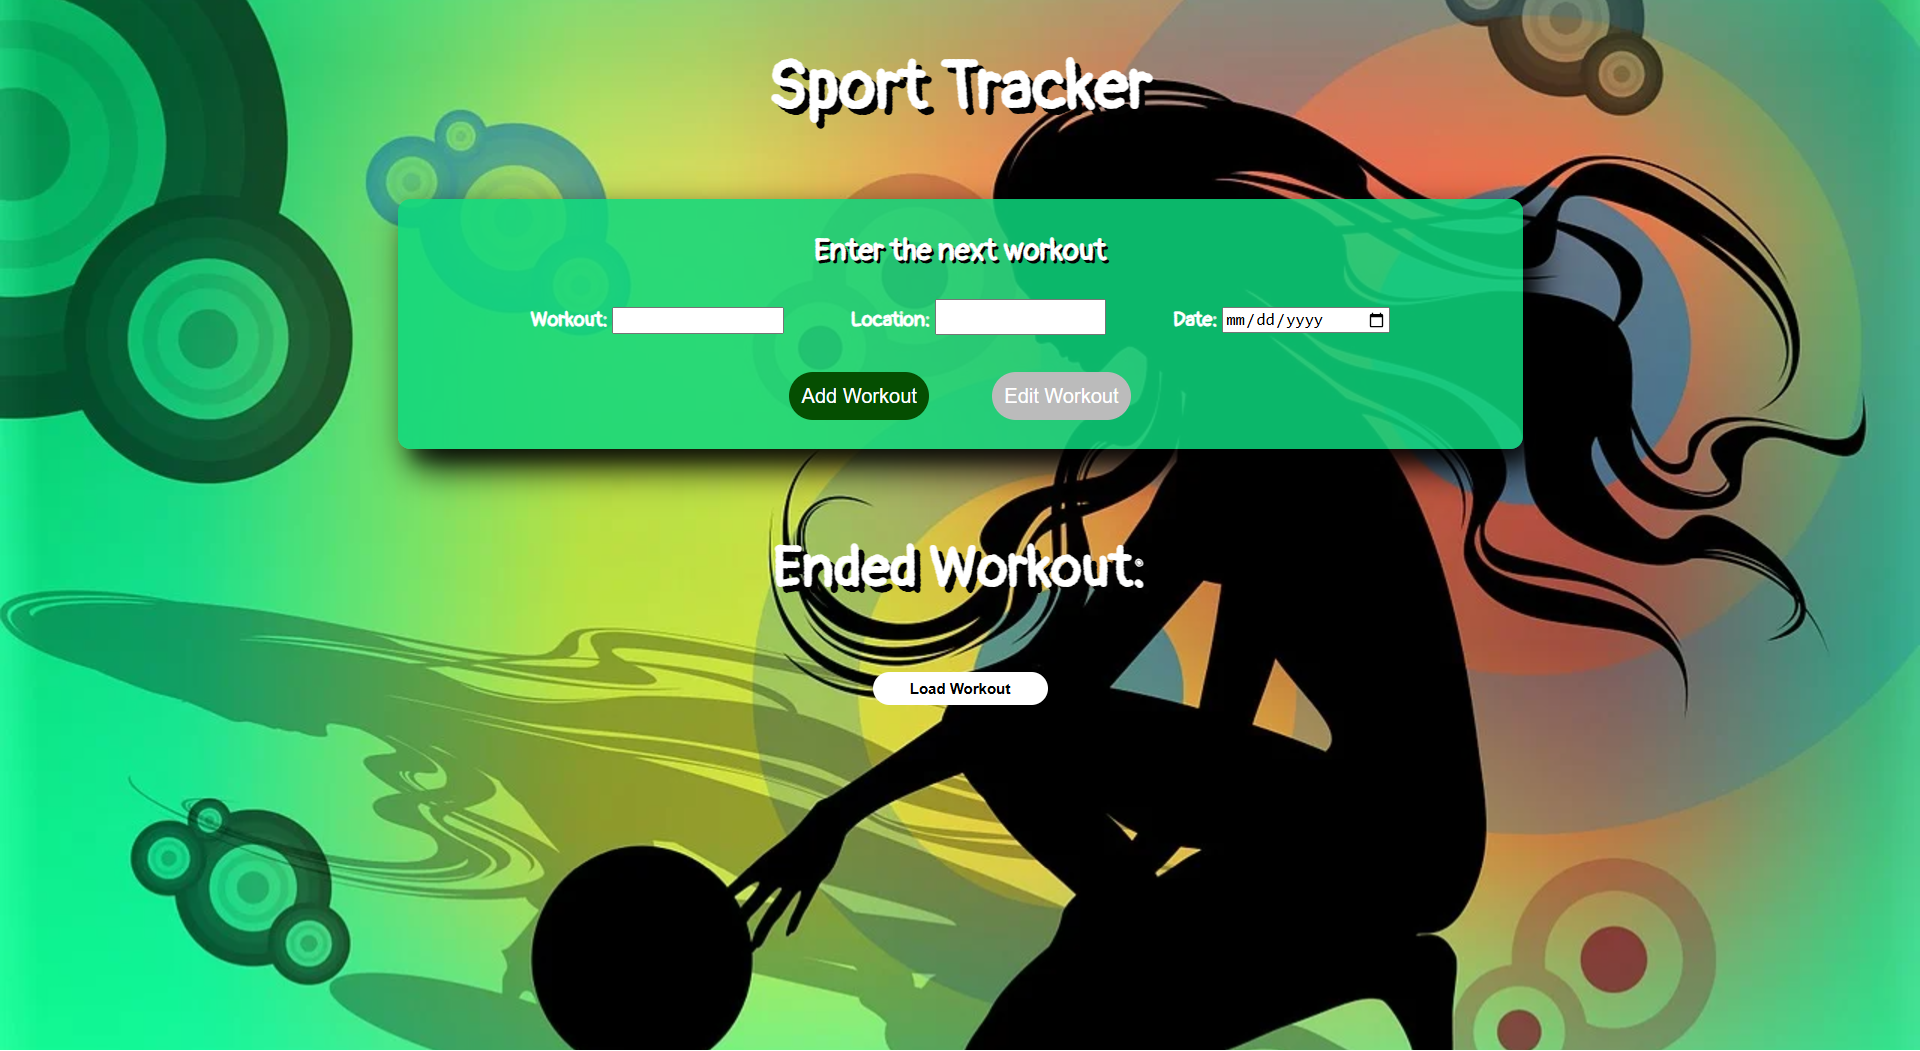 Sport Tracker
Enter the next workout
Workout: Location: Date: mm/dd/yyyy
Add Workout Edit Workout
Ended Workout:
Load Workout